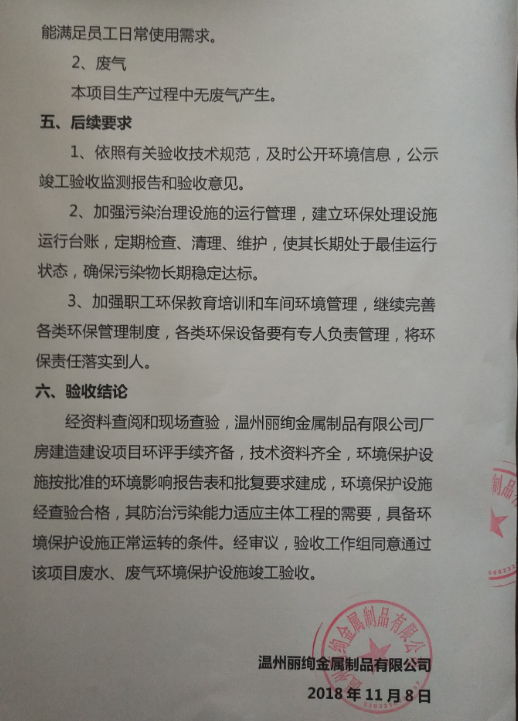 能满足员工日常使用需求。
2、废气
本项目生产过程中无废气产生。
五、后续要求
1、依照有关验收技术规范，及时公开环境信息，公示
竣工验收监测报告和验收意见。
2、加强污染治理设施的运行管理，建立环保处理设施
运行台账，定期检查、清理、维护，使其长期处于最佳运行
状态，确保污染物长期稳定达标。
3、加强职工环保教育培训和车间环境管理，继续完善
各类环保管理制度，各类环保设备要有专人负责管理，将环
保责任落实到人。
六、验收结论
经资料查阅和现场查验，温州丽绚金属制品有限公司厂
房建造建设项目环评手续齐备，技术资料齐全，环境保护设
施按批准的环境影响报告表和批复要求建成，环境保护设施
经查验合格，其防治污染能力适应主体工程的需要，具备环
境保护设施正常运转的条件。经审议，验收工作组同意通过
该项目废水、废气环境保护设施竣工验收。
温州丽绚金属制品有限公司
温州丽绚金属制品有限公司
2018年11月8日
制品有